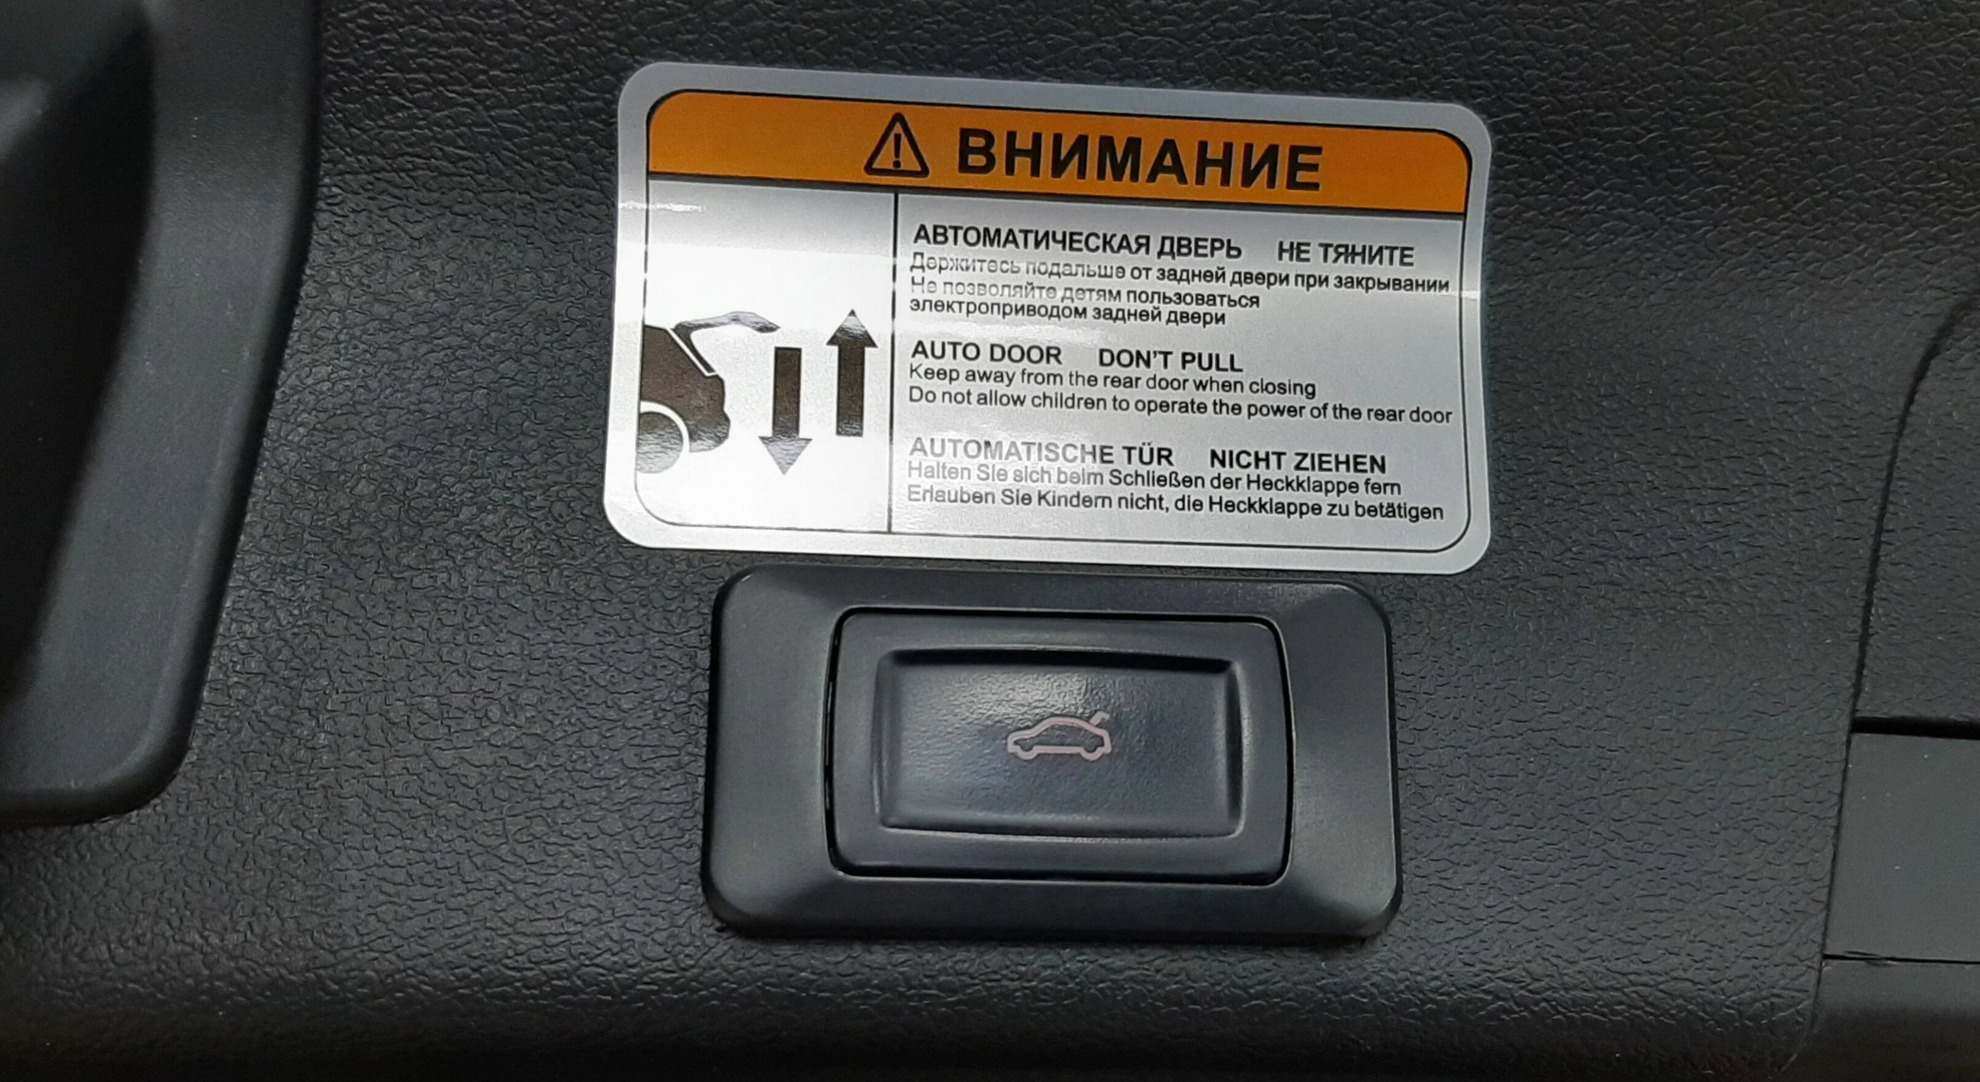 ВНИМАНИЕ
АВТОМАТИЧЕСКАЯ ДВЕРЬ НЕ ТЯНИТЕ
Держитесь подальше от задней двери при закрывании
Не позволяйте детям пользоваться
электроприводом задней двери
AUTO DOOR DON'T PULL
Keep away from the rear door when closing
Do not allow children to operate the power of the rear door
AUTOMATISCHE TÜR NICHT ZIEHEN
Halten Sie sich beim Schließen der Heckklappe fern
Erlauben Sie Kindern nicht, die Heckklappe zu betätigen